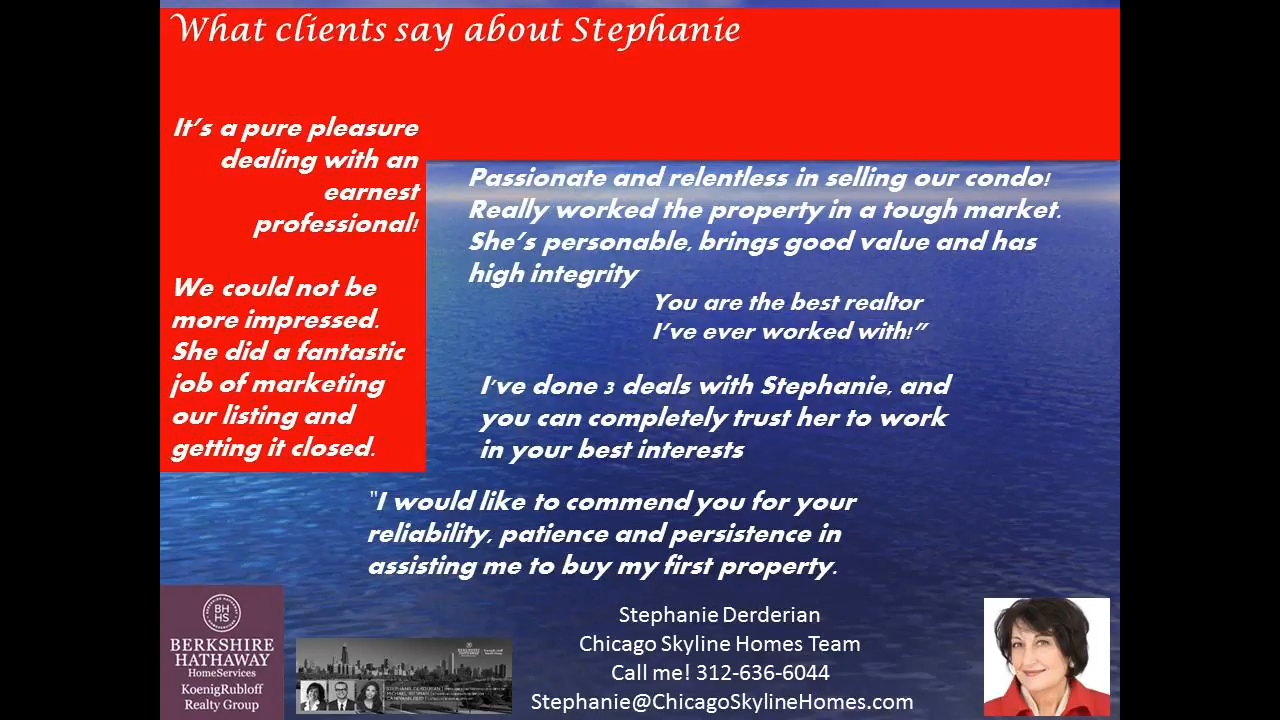 What clients say about Stephanie
It's a pure pleasure
dealing with an
earnest
professional!
We could not be
more impressed.
She did a fantastic
job of marketing
our listing and
getting it closed.
Passionate and relentless in selling our condo!
Really worked the property in a tough market.
She's personable, brings good value and has
high integrity
You are the best realtor
I've ever worked with!”
I've done 3 deals with Stephanie, and
you can completely trust her to work
in your best interests
"I would like to commend you for your
reliability, patience and persistence in
assisting me to buy my first property.
BH
HS
BERKSHIRE
HATHAWAY
HomeServices
KoenigRubloff
Realty Group
Stephanie Derderian
Chicago Skyline Homes Team
Call me! 312-636-6044
Stephanie@ChicagoSkylineHomes.com